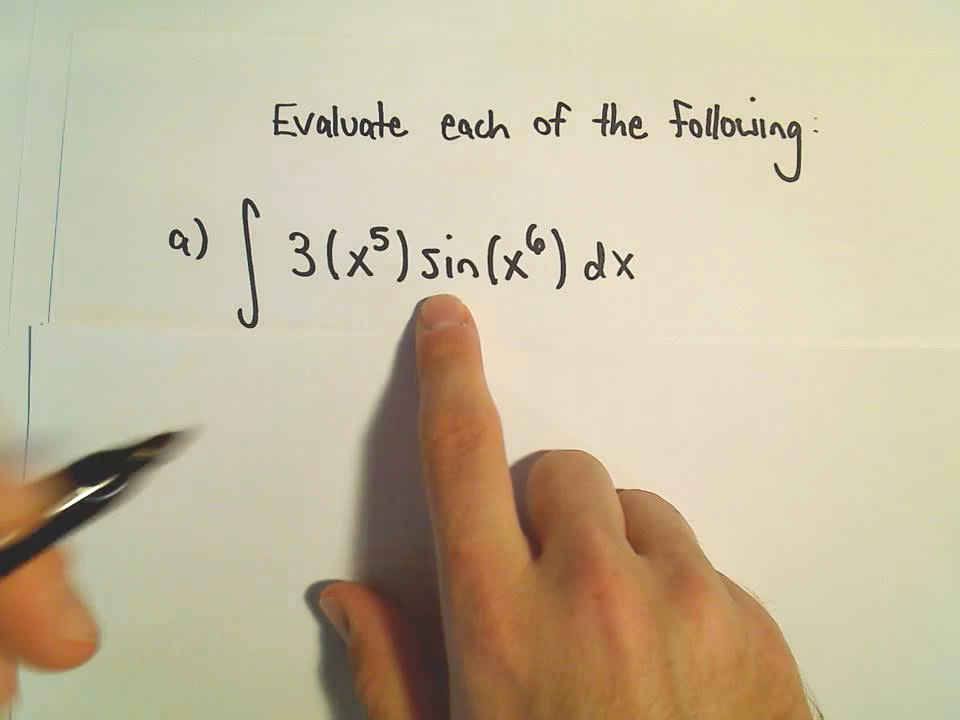 Evaluate each of the following:
a) ∫ 3(x⁵) sin(x⁶) dx